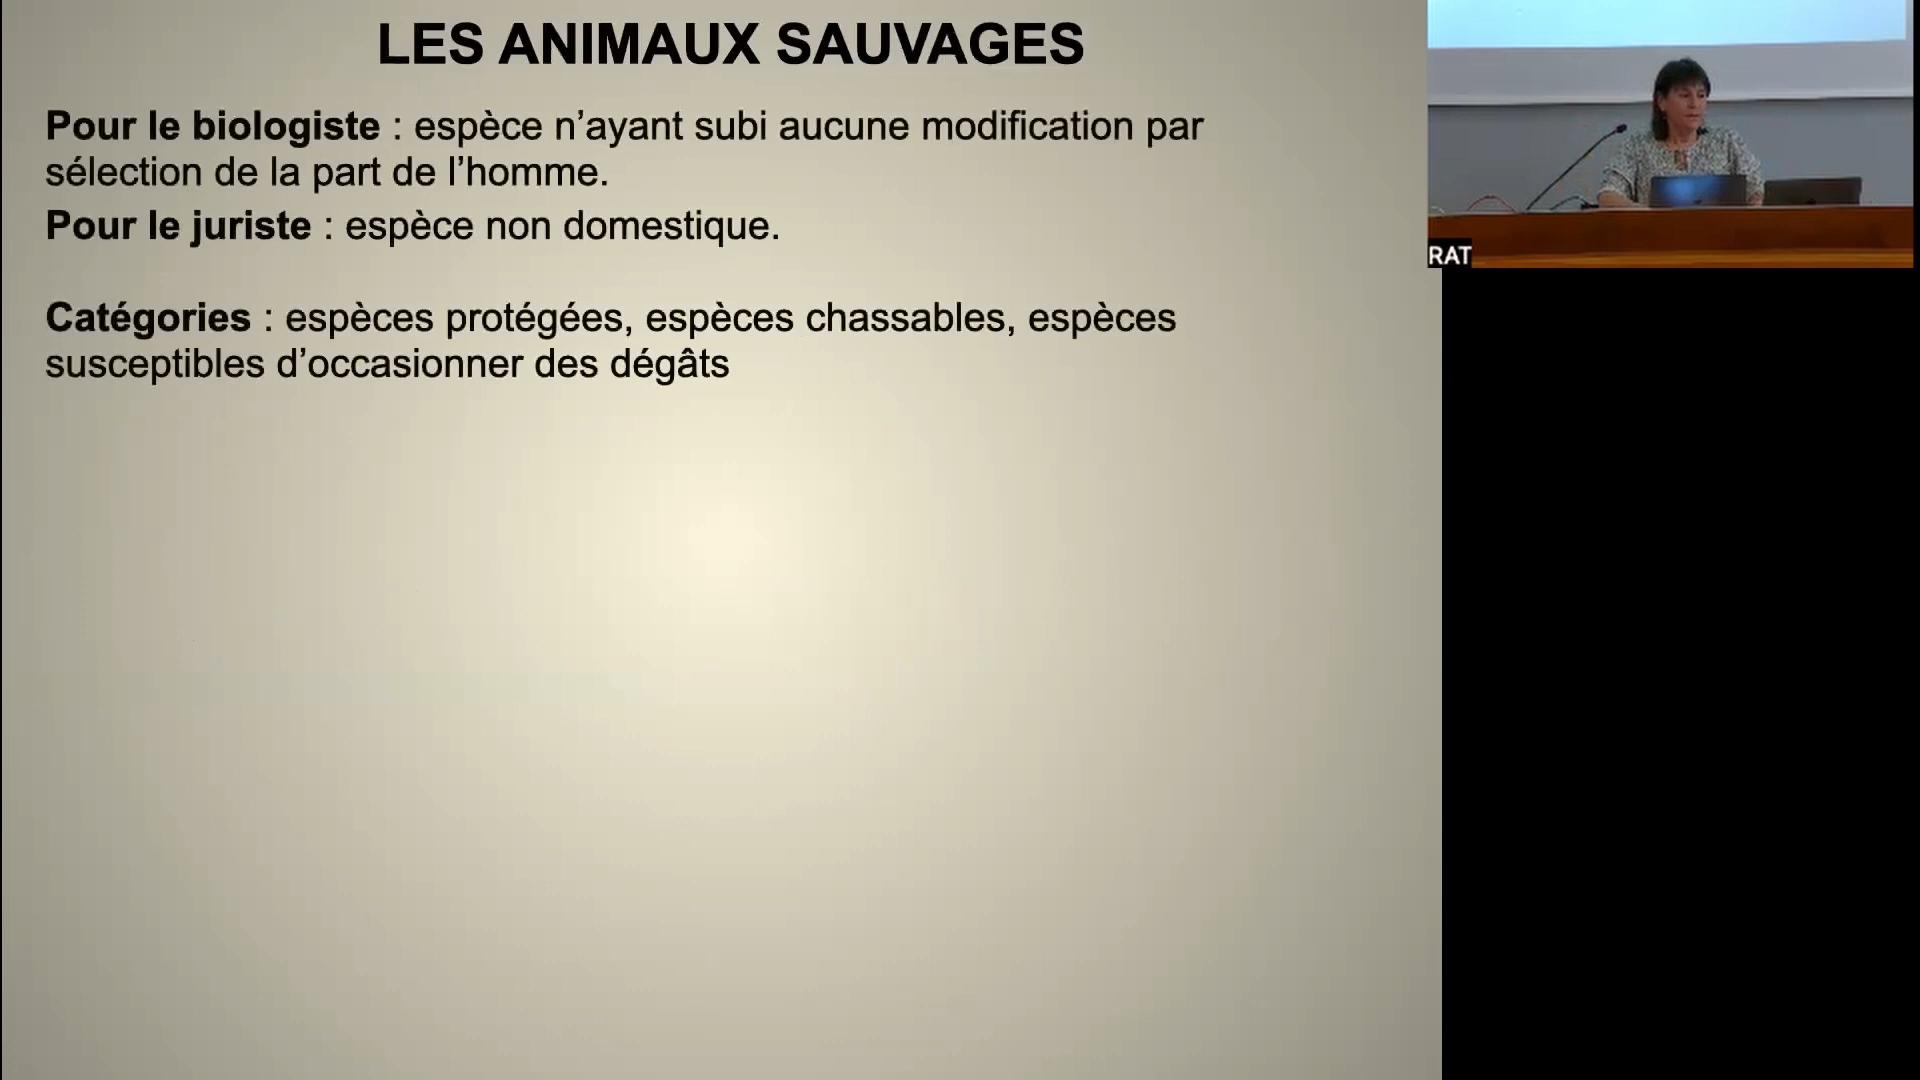 LES ANIMAUX SAUVAGES
Pour le biologiste : espèce n’ayant subi aucune modification par
sélection de la part de l’homme.
Pour le juriste : espèce non domestique.
Catégories : espèces protégées, espèces chassables, espèces
susceptibles d’occasionner des dégâts
RAT